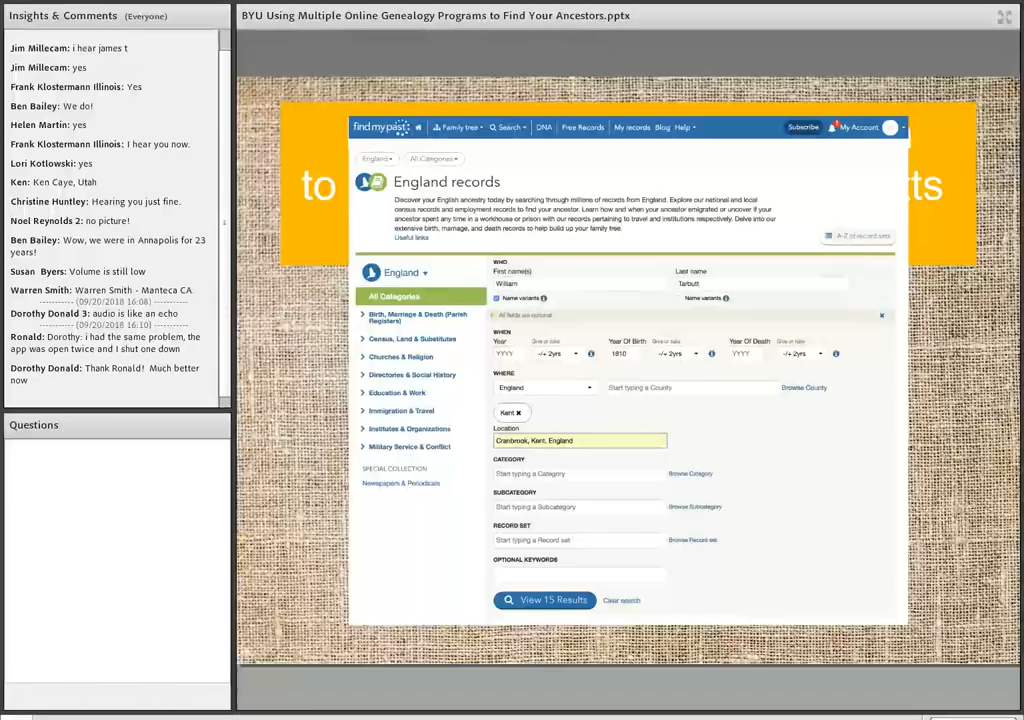 Insights & Comments (Everyone)
Jim Millecam: i hear james t
Jim Millecam: yes
Frank Klostermann Illinois: Yes
Ben Bailey: We do!
Helen Martin: yes
Frank Klostermann Illinois: I hear you now.
Lori Kotlowski: yes
Ken: Ken Caye, Utah
Christine Huntley: Hearing you just fine.
Noel Reynolds 2: no picture!
Ben Bailey: Wow, we were in Annapolis for 23
years!
Susan Byers: Volume is still low
Warren Smith: Warren Smith - Manteca CA.
---------- (09/20/2018 16:08) ----------
Dorothy Donald 3: audio is like an echo
---------- (09/20/2018 16:10) ----------
Ronald: Dorothy: i had the same problem, the
app was open twice and I shut one down
Dorothy Donald: Thank Ronald! Much better
now
Questions
BYU Using Multiple Online Genealogy Programs to Find Your Ancestors.pptx
to
xts
findmypast Family tree Search DNA Free Records My records Blog Help Subscribe My Account
England All Categories
England records
Discover your English ancestry today by searching through millions of records from England. Explore our national and local
census records and employment records to find your ancestor. Learn how and when your ancestor emigrated or uncover if your
ancestor spent any time in a workhouse or prison with our records pertaining to travel and institutions respectively. Delve into our
extensive birth, marriage, and death records to help build up your family tree.
Useful links
A-Z of record sets
England
All Categories
Birth, Marriage & Death (Parish
Registers)
Census, Land & Substitutes
Churches & Religion
Directories & Social History
Education & Work
Immigration & Travel
Institutes & Organizations
Military Service & Conflict
SPECIAL COLLECTION
Newspapers & Periodicals
WHO
First name(s) Last name
William Tarbutt
Name variants Name variants
All fields are optional
WHEN
Year Give or take Year Of Birth Give or take Year Of Death Give or take
YYYY -/+ 2yrs 1810 -/+ 2yrs YYYY -/+ 2yrs
WHERE
England Start typing a County Browse County
Kent
Location
Cranbrook, Kent, England
CATEGORY
Start typing a Category Browse Category
SUBCATEGORY
Start typing a Subcategory Browse Subcategory
RECORD SET
Start typing a Record set Browse Record set
OPTIONAL KEYWORDS
View 15 Results Clear search